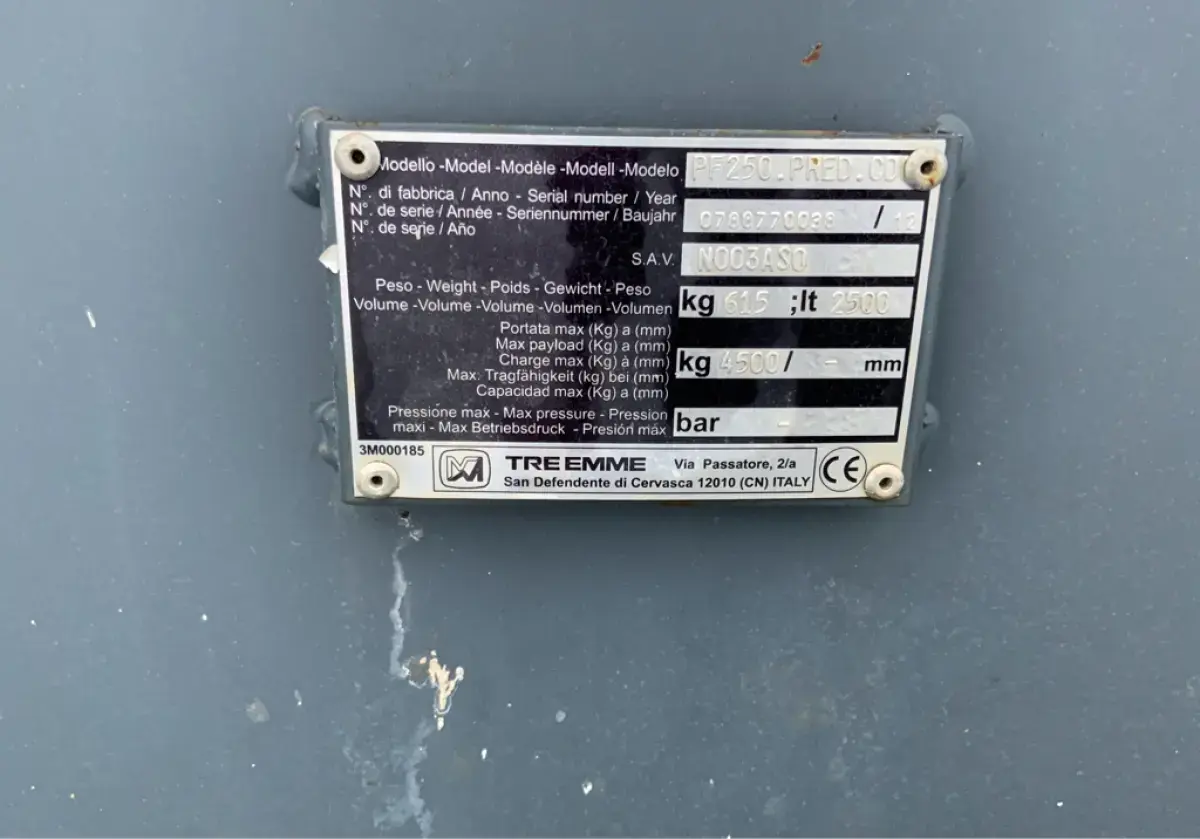 Modello -Model -Modèle -Modell -Modelo PF250.PRED.CO
N°. di fabbrica / Anno - Serial number / Year
N°. de serie / Année - Seriennummer / Baujahr 0788770038 / 12
N°. de serie / Año
S.A.V. N003ASO
Peso - Weight - Poids - Gewicht - Peso
Volume -Volume -Volume -Volumen -Volumen kg 615 ;lt 2500
Portata max (Kg) a (mm)
Max payload (Kg) a (mm)
Charge max (Kg) à (mm) kg 4500 / - mm
Max. Tragfähigkeit (kg) bei (mm)
Capacidad max (Kg) a (mm)
Pressione max - Max pressure - Pression
maxi - Max Betriebsdruck - Presión máx bar -
3M000185
TREEMME Via Passatore, 2/a
San Defendente di Cervasca 12010 (CN) ITALY
CE